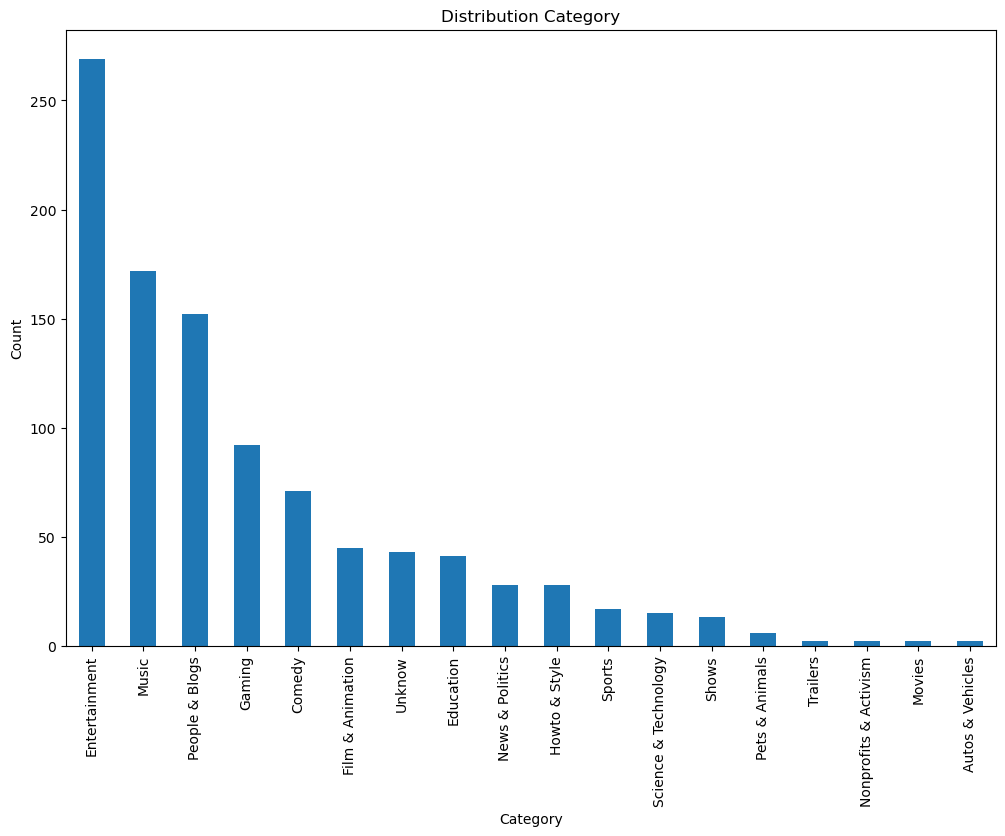 Distribution Category
250
200
150
100
50
0
Count
Entertainment
Music
People & Blogs
Gaming
Comedy
Film & Animation
Unknow
Education
News & Politics
Howto & Style
Sports
Science & Technology
Shows
Pets & Animals
Trailers
Nonprofits & Activism
Movies
Autos & Vehicles
Category